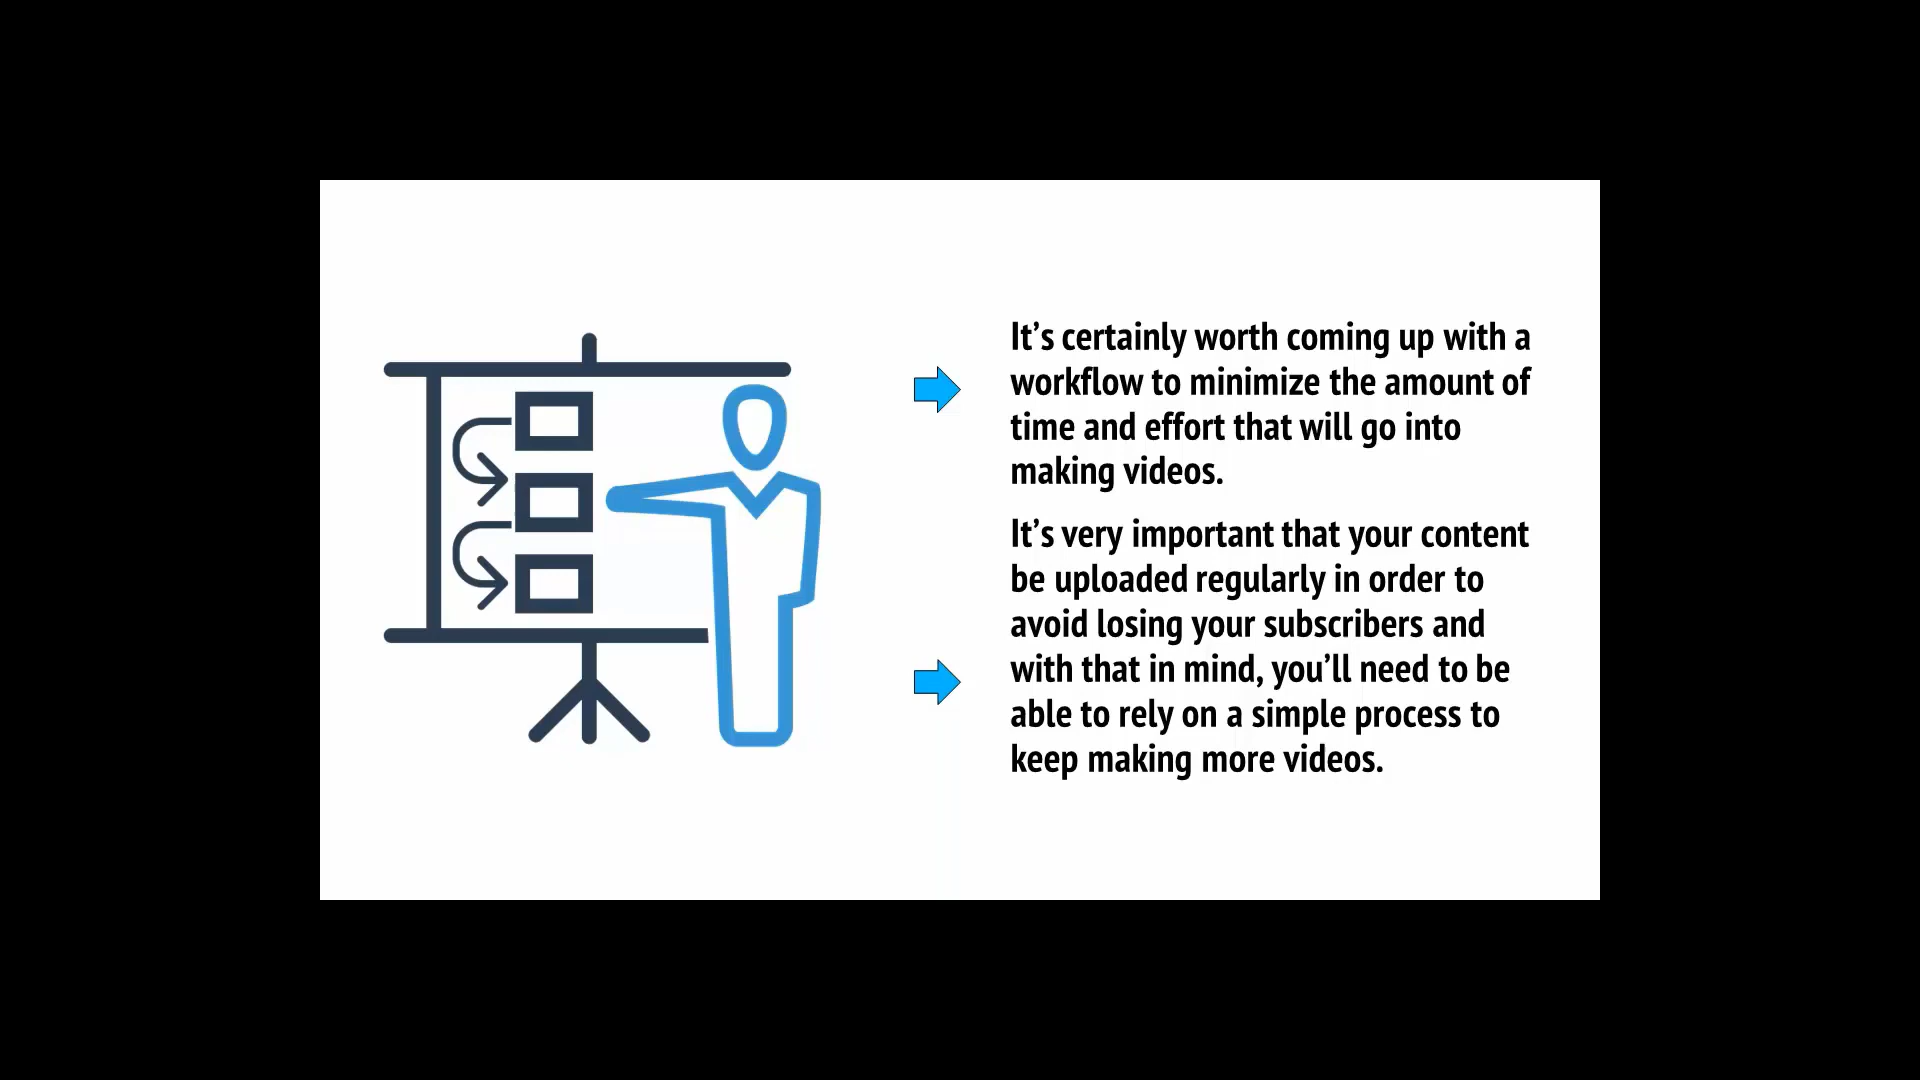 It’s certainly worth coming up with a
workflow to minimize the amount of
time and effort that will go into
making videos.
It’s very important that your content
be uploaded regularly in order to
avoid losing your subscribers and
with that in mind, you’ll need to be
able to rely on a simple process to
keep making more videos.